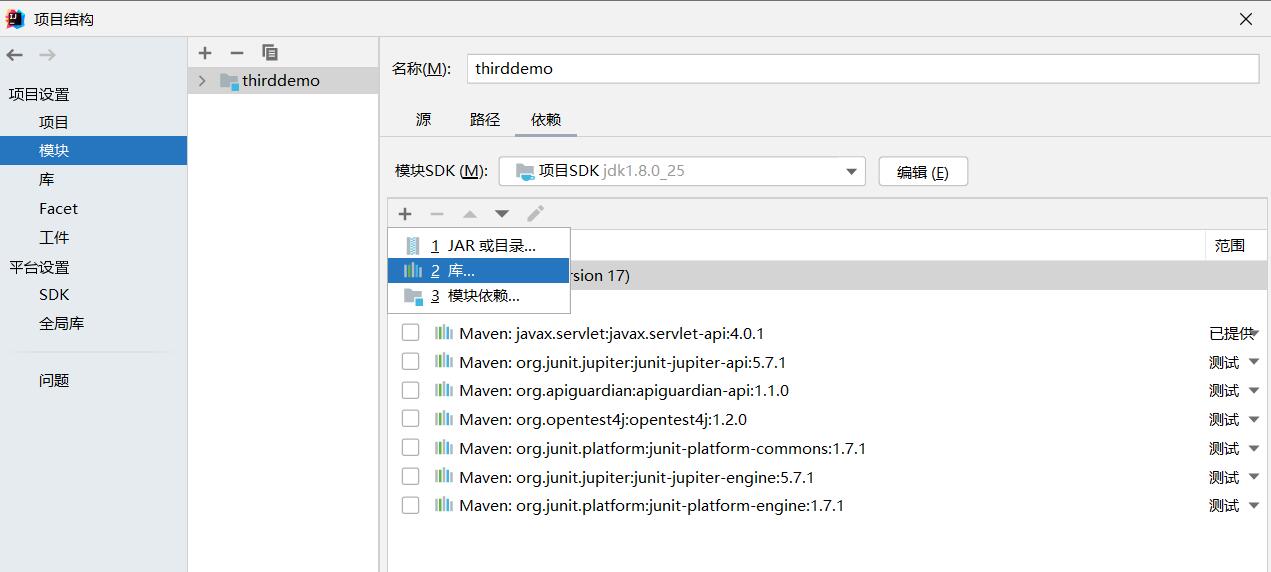 项目结构
项目设置
项目
模块
库
Facet
工件
平台设置
SDK
全局库
问题
thirddemo
名称(M): thirddemo
源 路径 依赖
模块SDK (M): 项目SDK jdk1.8.0_25 编辑 (E)
1 JAR 或目录...
2 库...
3 模块依赖...
范围
rsion 17)
Maven: javax.servlet:javax.servlet-api:4.0.1 已提供
Maven: org.junit.jupiter:junit-jupiter-api:5.7.1 测试
Maven: org.apiguardian:apiguardian-api:1.1.0 测试
Maven: org.opentest4j:opentest4j:1.2.0 测试
Maven: org.junit.platform:junit-platform-commons:1.7.1 测试
Maven: org.junit.jupiter:junit-jupiter-engine:5.7.1 测试
Maven: org.junit.platform:junit-platform-engine:1.7.1 测试